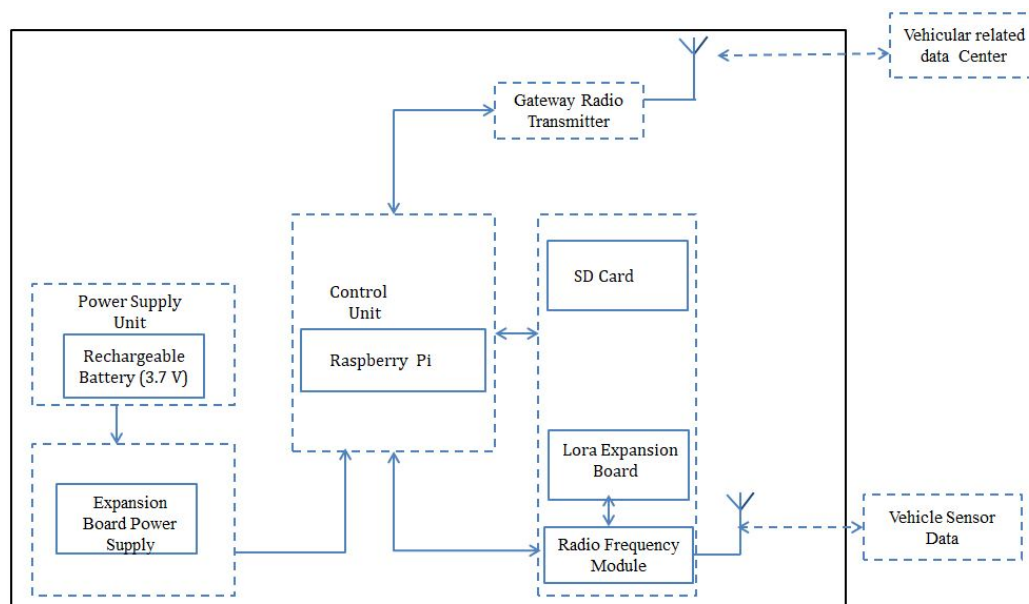 Vehicular related
data Center
Gateway Radio
Transmitter
SD Card
Control
Unit
Raspberry Pi
Power Supply
Unit
Rechargeable
Battery (3.7 V)
Lora Expansion
Board
Expansion
Board Power
Supply
Radio Frequency
Module
Vehicle Sensor
Data